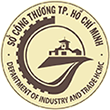 SỞ CÔNG THƯƠNG TP. HỒ CHÍ MINH
DEPARTMENT OF INDUSTRY AND TRADE HCMC